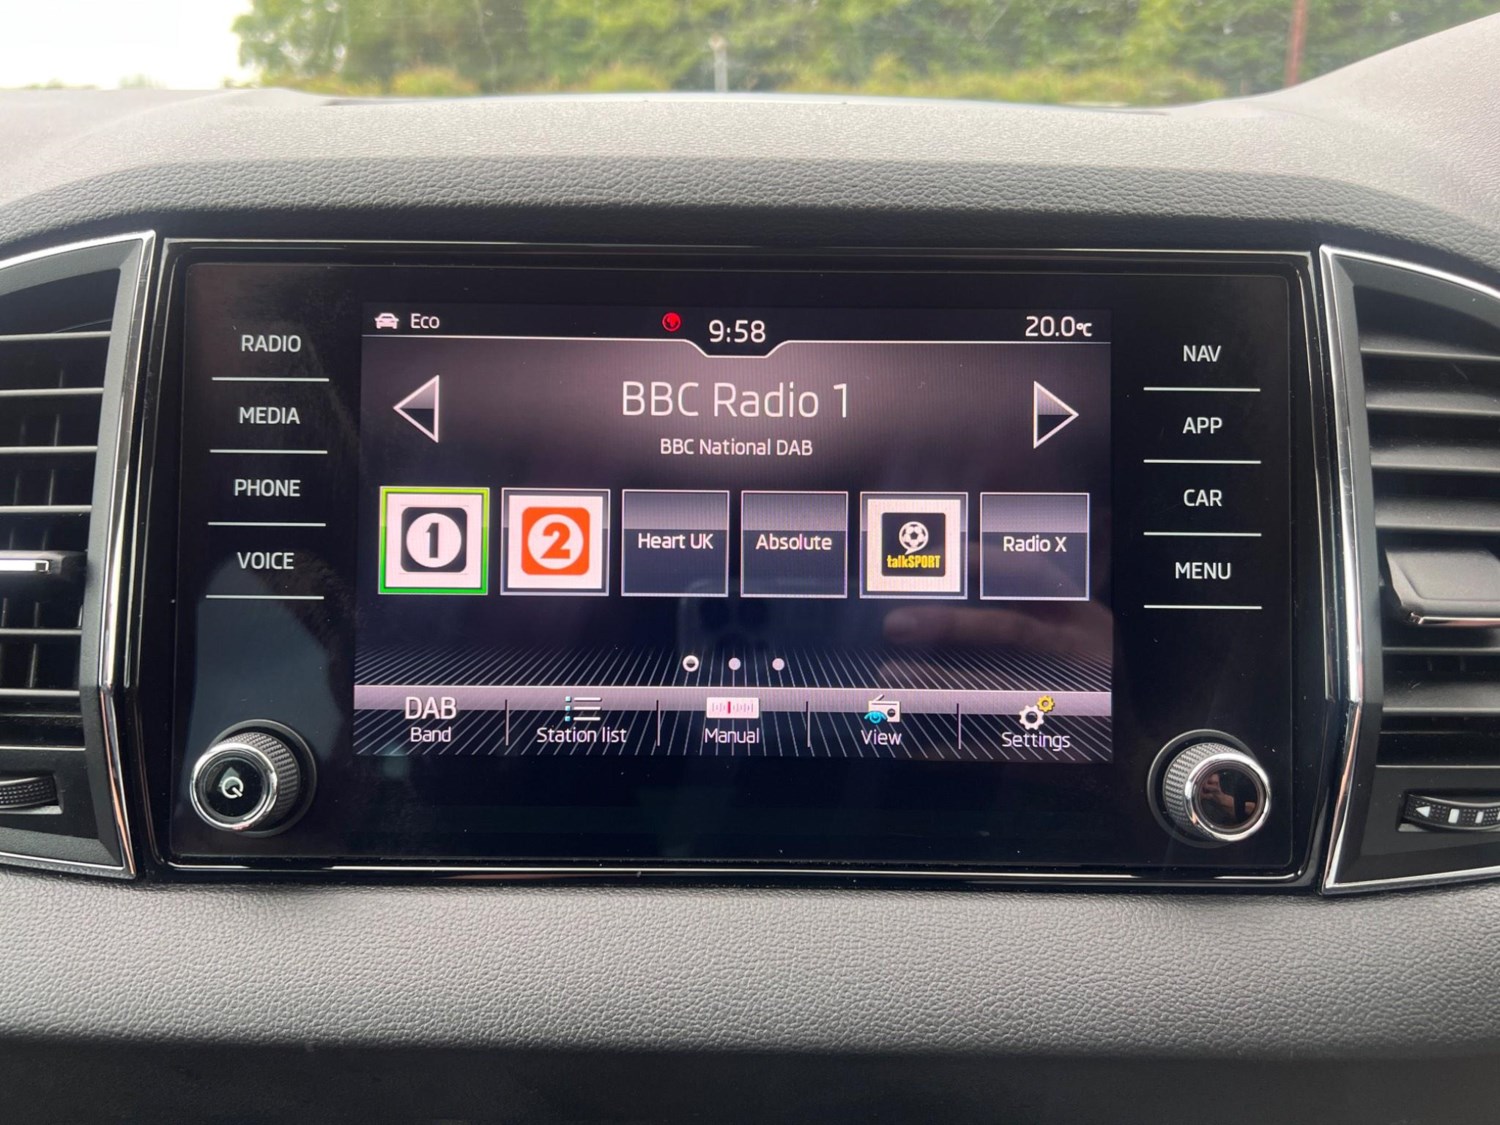 Eco
9:58
20.0°C
RADIO
MEDIA
PHONE
VOICE
BBC Radio 1
BBC National DAB
1
2
Heart UK
Absolute
talkSPORT
Radio X
DAB
Band
Station list
Manual
View
Settings
NAV
APP
CAR
MENU